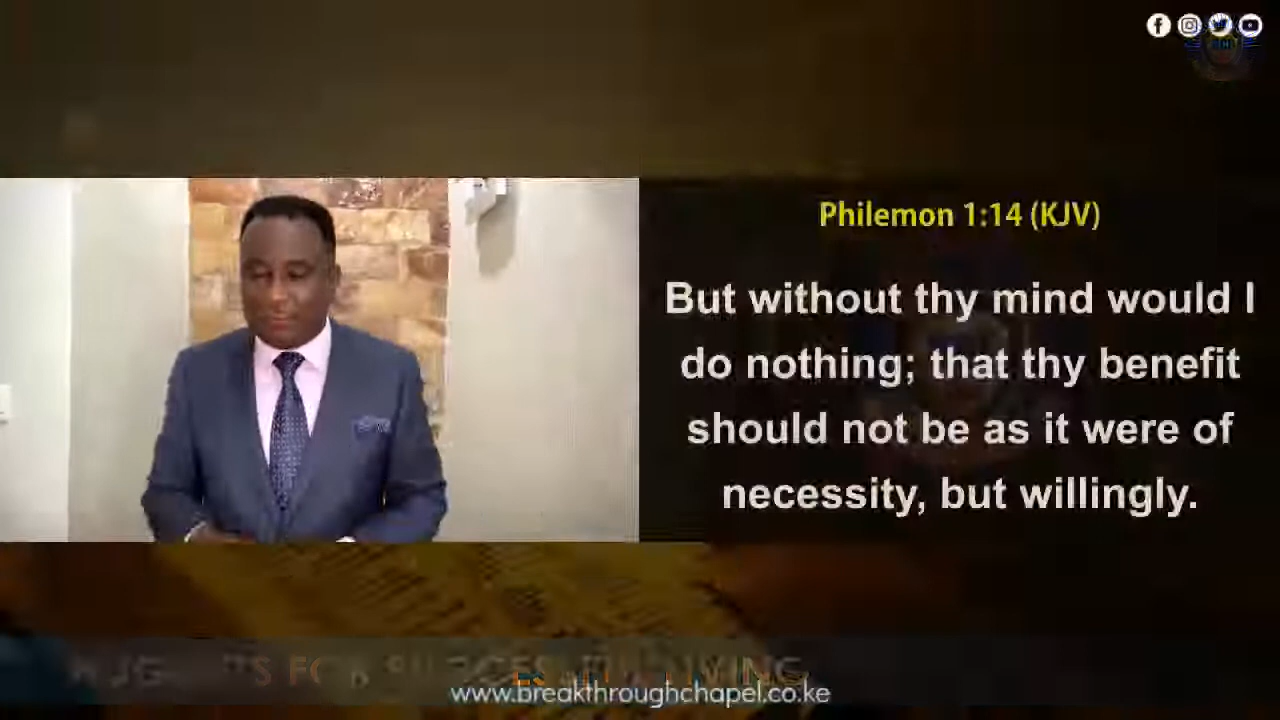 Philemon 1:14 (KJV)
But without thy mind would I
do nothing; that thy benefit
should not be as it were of
necessity, but willingly.
www.breakthroughchapel.co.ke